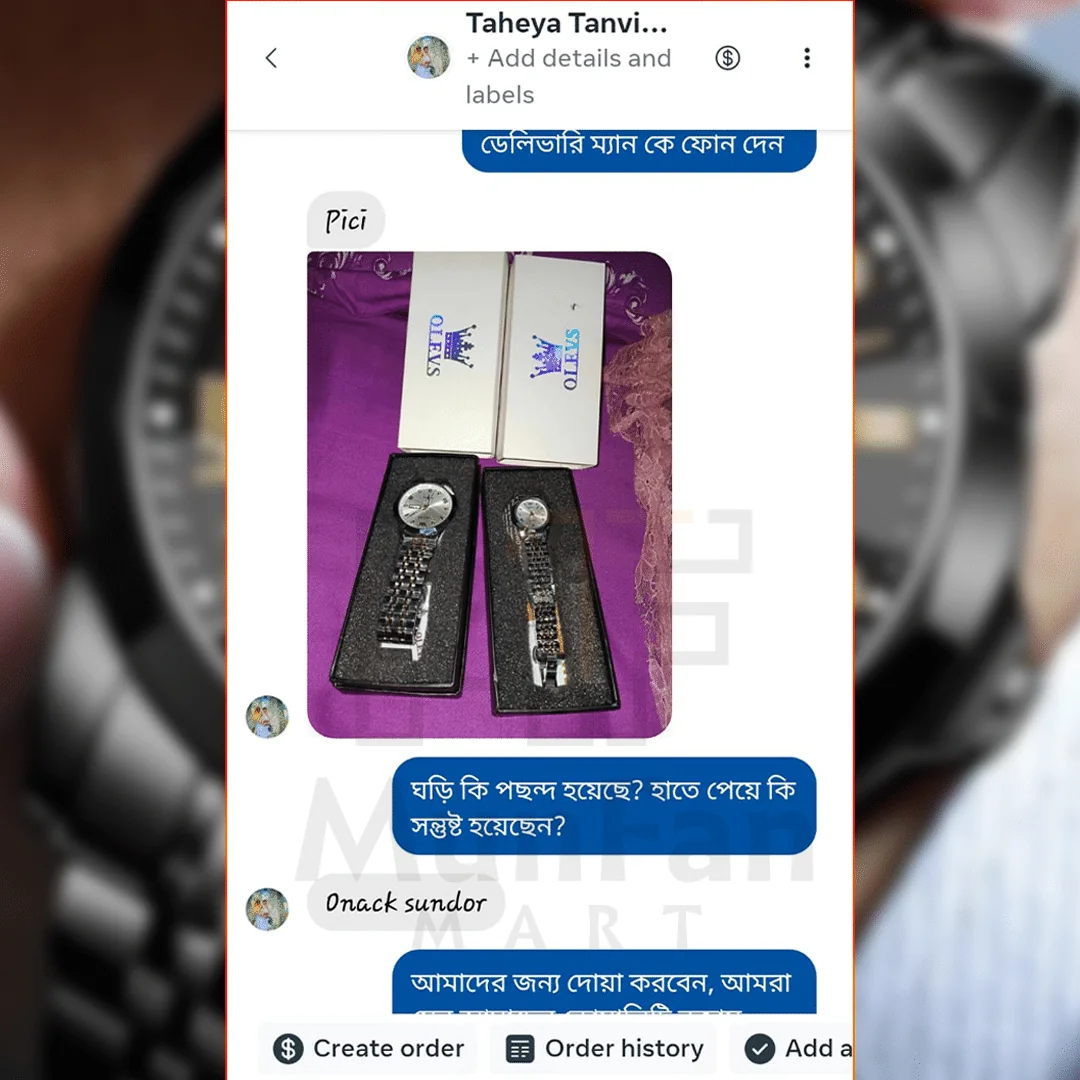 Taheya Tanvi...
+ Add details and
labels
ডেলিভারি ম্যান কে ফোন দেন
Pici
OLEVS
OLEVS
ঘড়ি কি পছন্দ হয়েছে? হাতে পেয়ে কি
সন্তুষ্ট হয়েছেন?
MunFan
MART
Onack sundor
আমাদের জন্য দোয়া করবেন, আমরা
Create order
Order history
Add a